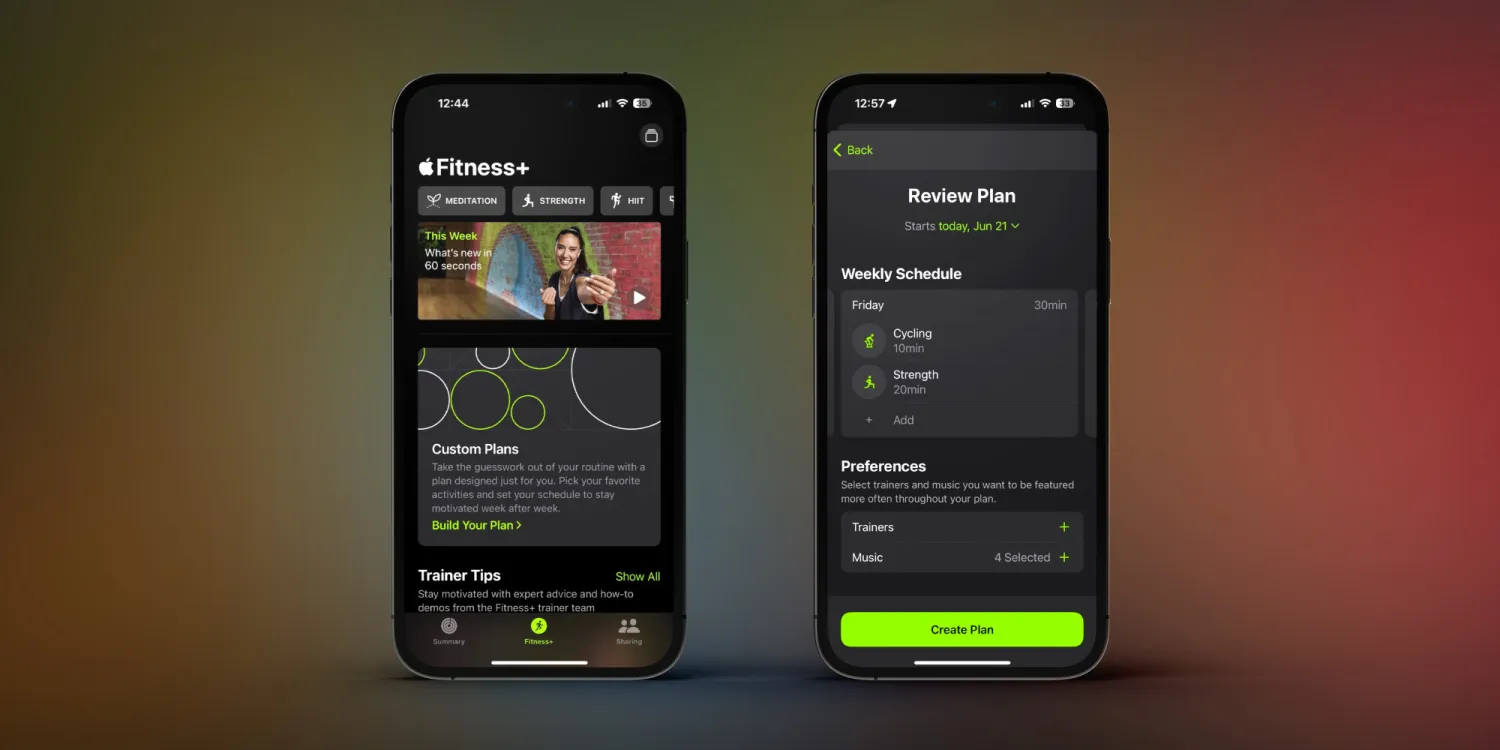 12:44
35
Fitness+
MEDITATION
STRENGTH
HIIT
This Week
What's new in
60 seconds
Custom Plans
Take the guesswork out of your routine with a
plan designed just for you. Pick your favorite
activities and set your schedule to stay
motivated week after week.
Build Your Plan
Trainer Tips
Show All
Stay motivated with expert advice and how-to
demos from the Fitness+ trainer team
Summary
Fitness+
Sharing
12:57
33
Back
Review Plan
Starts today, Jun 21
Weekly Schedule
Friday
30min
Cycling
10min
Strength
20min
+ Add
Preferences
Select trainers and music you want to be featured
more often throughout your plan.
Trainers +
Music 4 Selected +
Create Plan